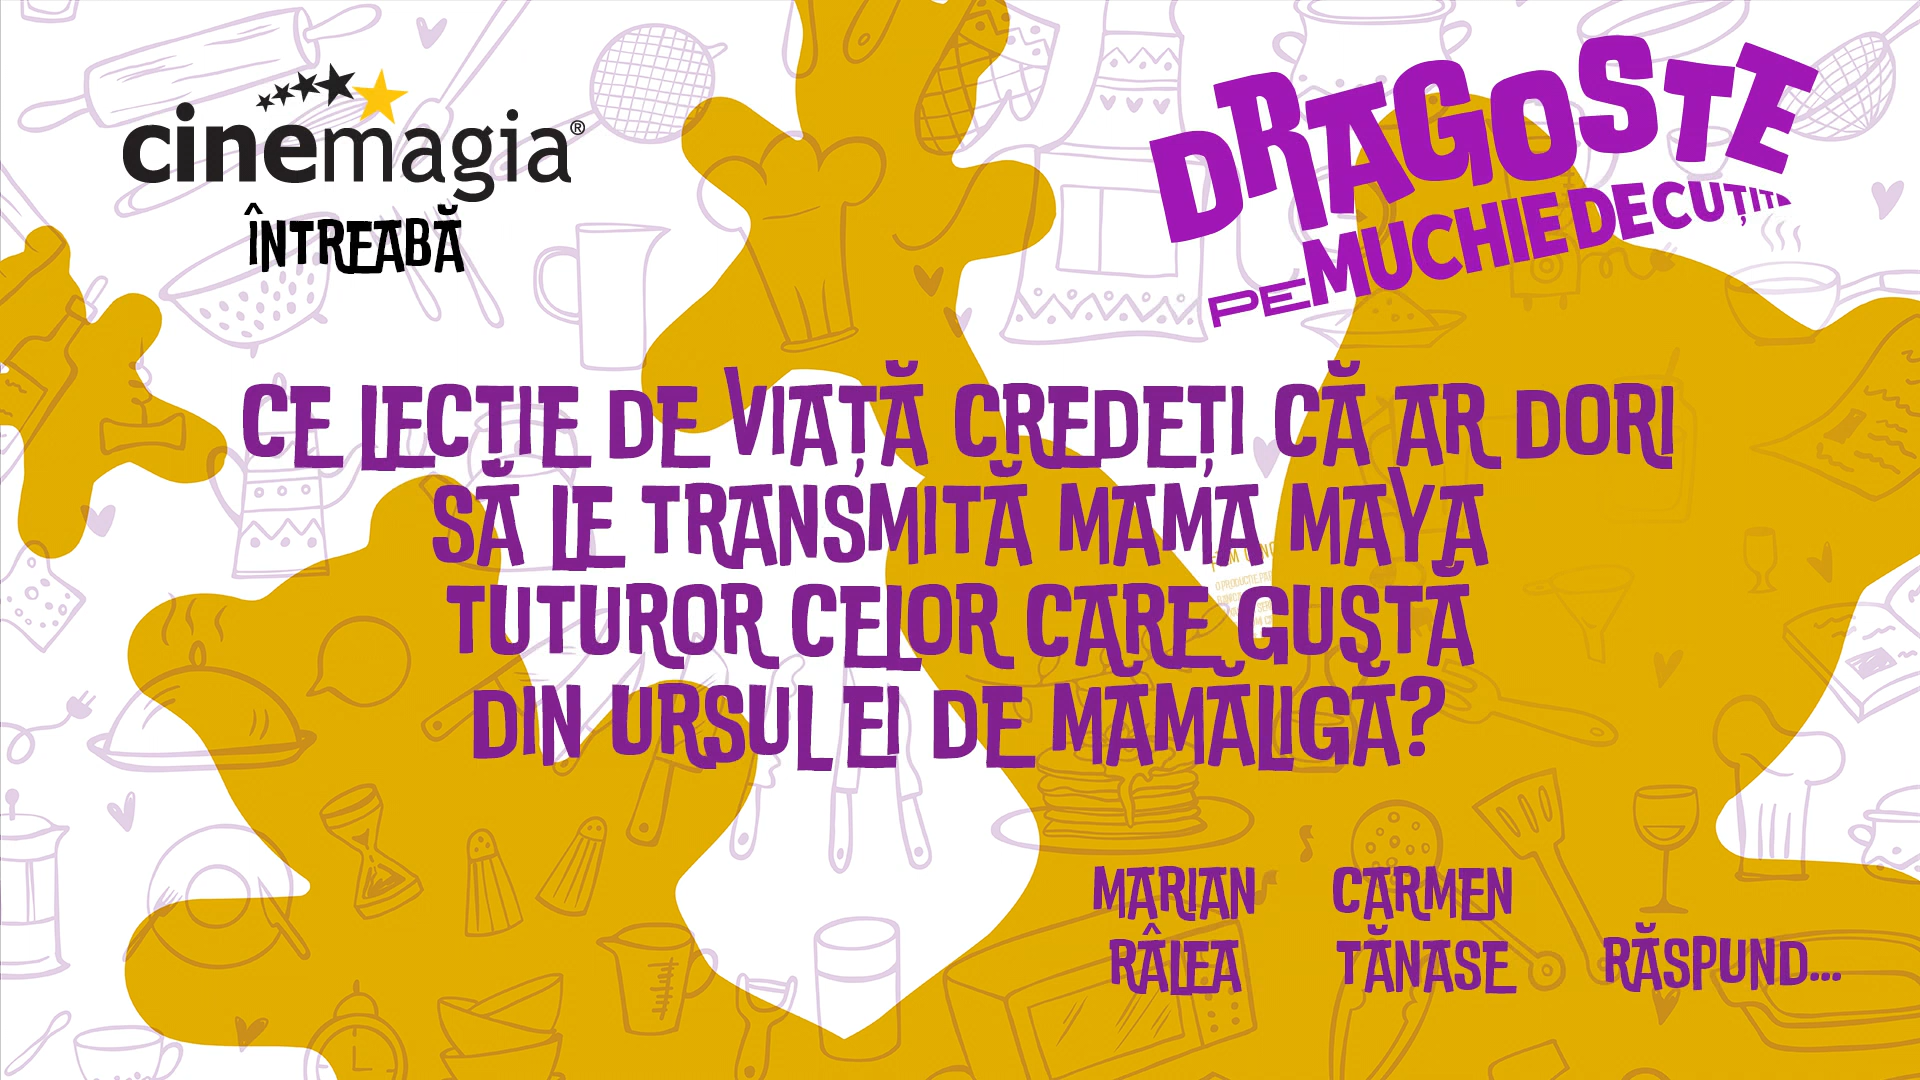 cinemagia®
ÎNTREABĂ
DRAGOSTE
PE MUCHIE DE CUȚIT
CE LECȚIE DE VIAȚĂ CREDEȚI CĂ AR DORI
SĂ LE TRANSMITĂ MAMA MAYA
TUTUROR CELOR CARE GUSTĂ
DIN URSULEI DE MĂMĂLIGĂ?
MARIAN
RÂLEA
CARMEN
TĂNASE
RĂSPUND...